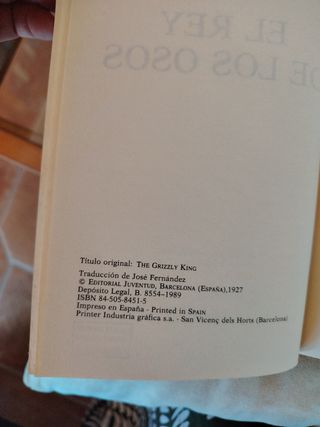 EL REY
DE LOS OSOS
Título original: THE GRIZZLY KING
Traducción de José Fernández
© EDITORIAL JUVENTUD, BARCELONA (ESPAÑA),1927
Depósito Legal, B. 8554-1989
ISBN 84-505-8451-5
Impreso en España - Printed in SPAIN
Printer Industria gráfica s.a. - San Vicenç dels Horts (Barcelona)